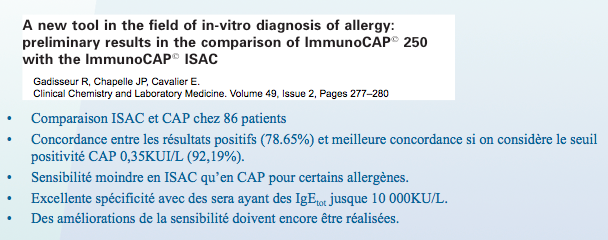 A new tool in the field of in-vitro diagnosis of allergy:
preliminary results in the comparison of ImmunoCAP© 250
with the ImmunoCAP© ISAC
Gadisseur R, Chapelle JP, Cavalier E.
Clinical Chemistry and Laboratory Medicine. Volume 49, Issue 2, Pages 277–280
• Comparaison ISAC et CAP chez 86 patients
• Concordance entre les résultats positifs (78.65%) et meilleure concordance si on considère le seuil
positivité CAP 0,35KUI/L (92,19%).
• Sensibilité moindre en ISAC qu'en CAP pour certains allergènes.
• Excellente spécificité avec des sera ayant des IgEtot jusque 10 000KU/L.
• Des améliorations de la sensibilité doivent encore être réalisées.